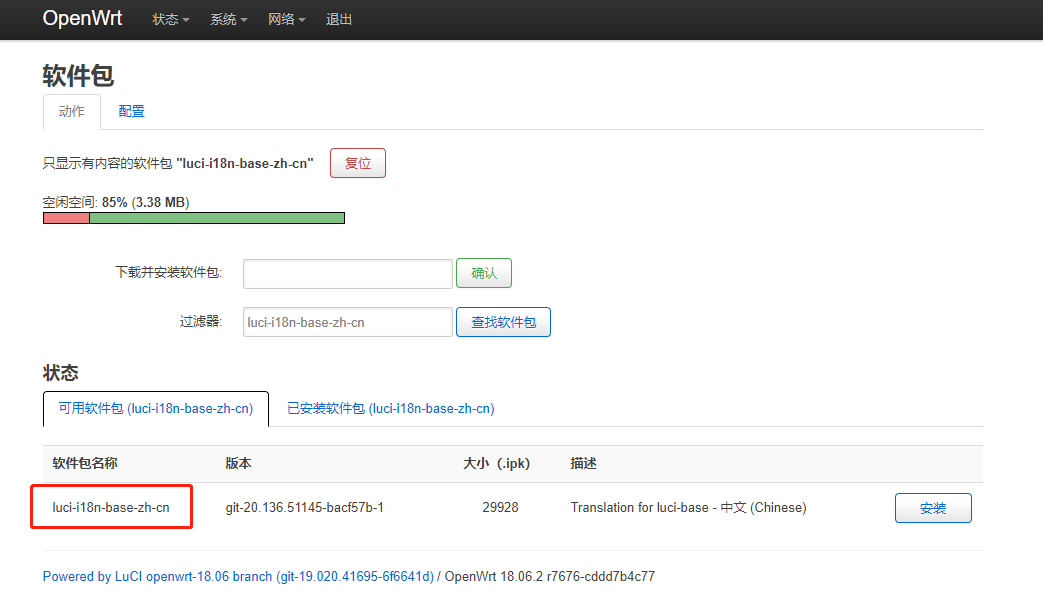 OpenWrt 状态 系统 网络 退出
软件包
动作 配置
只显示有内容的软件包 "luci-i18n-base-zh-cn" 复位
空闲空间: 85% (3.38 MB)
下载并安装软件包: 确认
过滤器: luci-i18n-base-zh-cn 查找软件包
状态
可用软件包 (luci-i18n-base-zh-cn) 已安装软件包 (luci-i18n-base-zh-cn)
软件包名称 版本 大小 (.ipk) 描述
luci-i18n-base-zh-cn git-20.136.51145-bacf57b-1 29928 Translation for luci-base - 中文 (Chinese) 安装
Powered by LuCI openwrt-18.06 branch (git-19.020.41695-6f6641d) / OpenWrt 18.06.2 r7676-cddd7b4c77